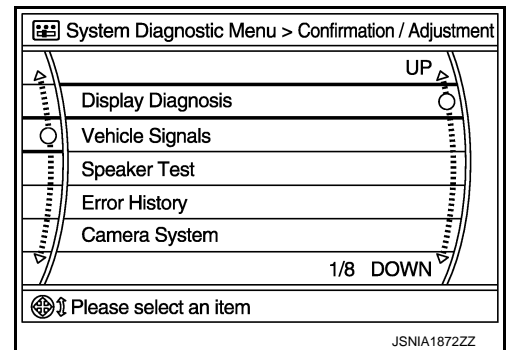 System Diagnostic Menu > Confirmation / Adjustment
UP
Display Diagnosis
Vehicle Signals
Speaker Test
Error History
Camera System
1/8 DOWN
Please select an item
JSNIA1872ZZ